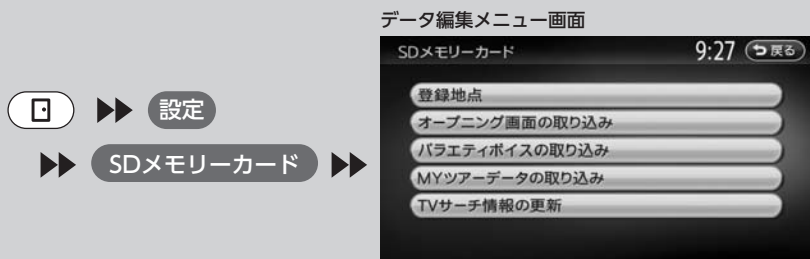 データ編集メニュー画面
SDメモリーカード 9:27 戻る
設定
SDメモリーカード
登録地点
オープニング画面の取り込み
バラエティボイスの取り込み
MYツアーデータの取り込み
TVサーチ情報の更新